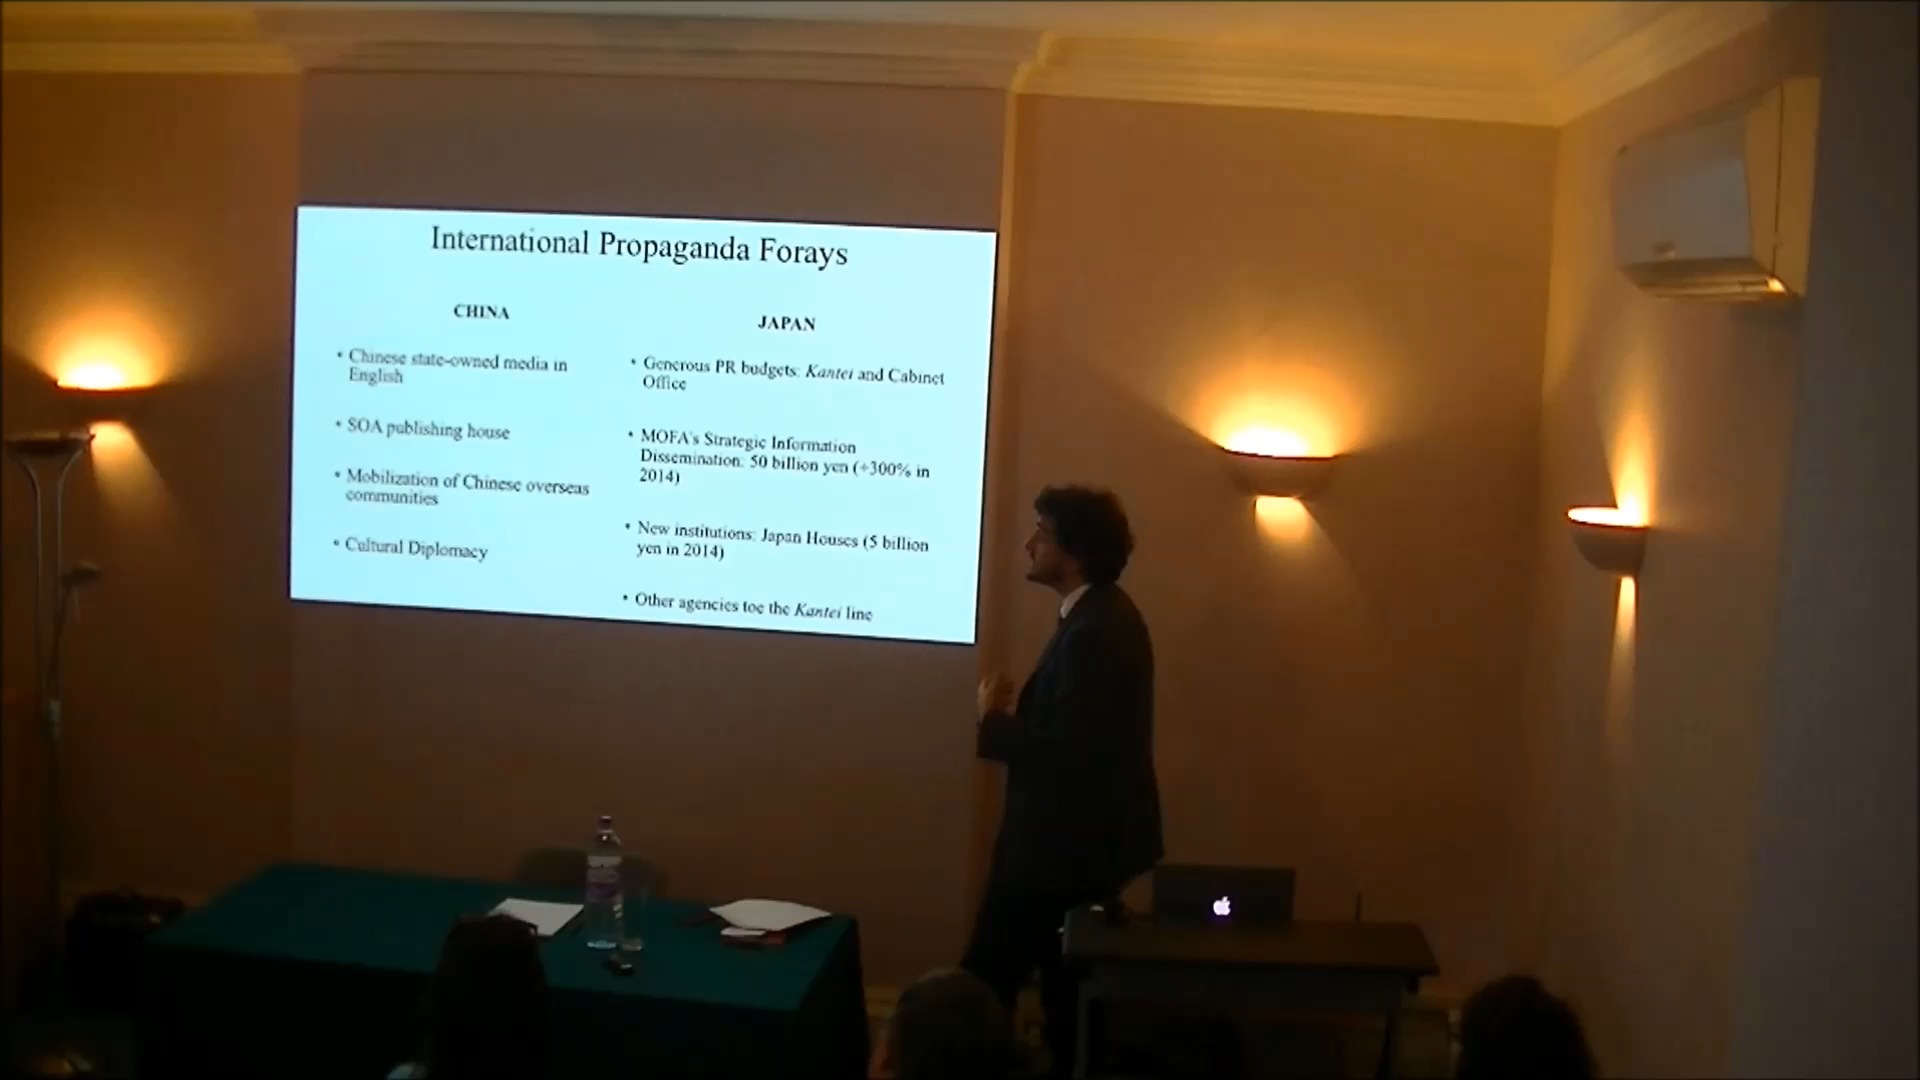 International Propaganda Forays
CHINA
• Chinese state-owned media in
English
• SOA publishing house
• Mobilization of Chinese overseas
communities
• Cultural Diplomacy
JAPAN
• Generous PR budgets: Kantei and Cabinet
Office
• MOFA's Strategic Information
Dissemination: 50 billion yen (+300% in
2014)
• New institutions: Japan Houses (5 billion
yen in 2014)
• Other agencies toe the Kantei line